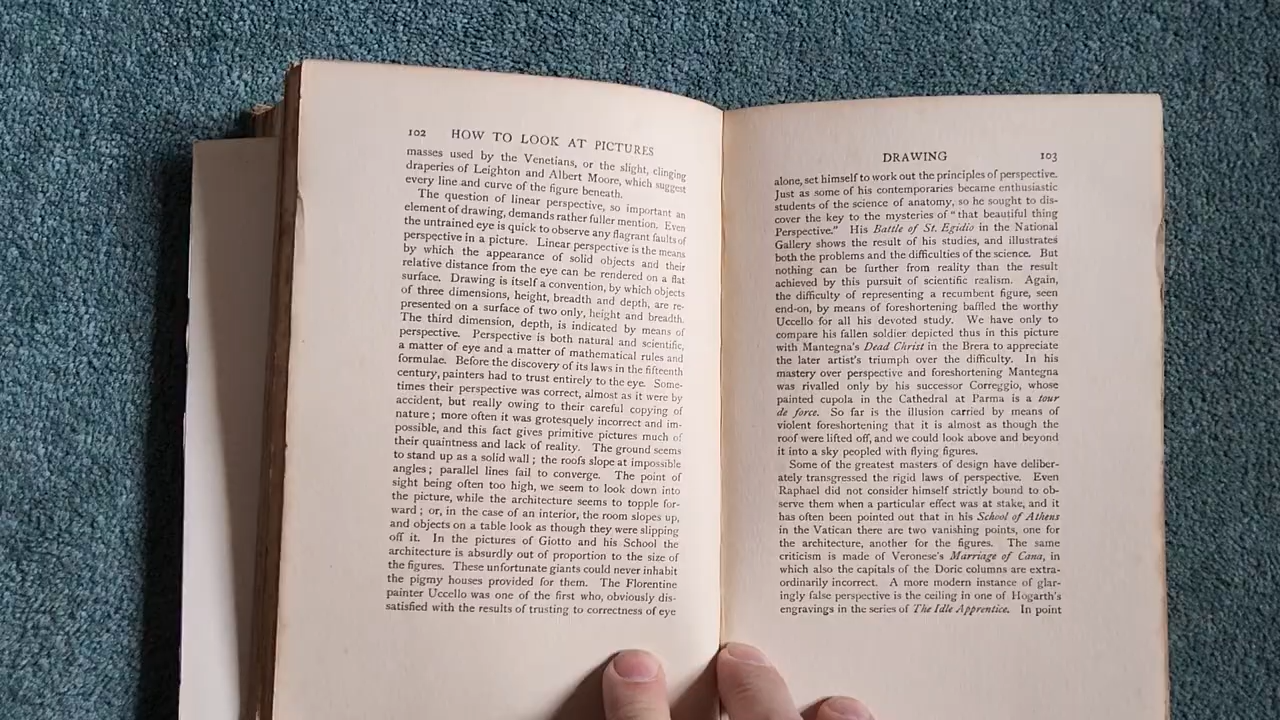 102 HOW TO LOOK AT PICTURES
masses used by the Venetians, or the slight, clinging
draperies of Leighton and Albert Moore, which suggest
every line and curve of the figure beneath.
The question of linear perspective, so important an
element of drawing, demands rather fuller mention. Even
the untrained eye is quick to observe any flagrant faults of
perspective in a picture. Linear perspective is the means
by which the appearance of solid objects and their
relative distance from the eye can be rendered on a flat
surface. Drawing is itself a convention, by which objects
of three dimensions, height, breadth and depth, are re-
presented on a surface of two only, height and breadth.
The third dimension, depth, is indicated by means of
perspective. Perspective is both natural and scientific,
a matter of eye and a matter of mathematical rules and
formulae. Before the discovery of its laws in the fifteenth
century, painters had to trust entirely to the eye. Some-
times their perspective was correct, almost as it were by
accident, but really owing to their careful copying of
nature; more often it was grotesquely incorrect and im-
possible, and this fact gives primitive pictures much of
their quaintness and lack of reality. The ground seems
to stand up as a solid wall; the roofs slope at impossible
angles; parallel lines fail to converge. The point of
sight being often too high, we seem to look down into
the picture, while the architecture seems to topple for-
ward; or, in the case of an interior, the room slopes up,
and objects on a table look as though they were slipping
off it. In the pictures of Giotto and his School the
architecture is absurdly out of proportion to the size of
the figures. These unfortunate giants could never inhabit
the pigmy houses provided for them. The Florentine
painter Uccello was one of the first who, obviously dis-
satisfied with the results of trusting to correctness of eye
DRAWING 103
alone, set himself to work out the principles of perspective.
Just as some of his contemporaries became enthusiastic
students of the science of anatomy, so he sought to dis-
cover the key to the mysteries of "that beautiful thing
Perspective." His Battle of St. Egidio in the National
Gallery shows the result of his studies, and illustrates
both the problems and the difficulties of the science. But
nothing can be further from reality than the result
achieved by this pursuit of scientific realism. Again,
the difficulty of representing a recumbent figure, seen
end-on, by means of foreshortening baffled the worthy
Uccello for all his devoted study. We have only to
compare his fallen soldier depicted thus in this picture
with Mantegna's Dead Christ in the Brera to appreciate
the later artist's triumph over the difficulty. In his
mastery over perspective and foreshortening Mantegna
was rivalled only by his successor Correggio, whose
painted cupola in the Cathedral at Parma is a tour
de force. So far is the illusion carried by means of
violent foreshortening that it is almost as though the
roof were lifted off, and we could look above and beyond
it into a sky peopled with flying figures.
Some of the greatest masters of design have deliber-
ately transgressed the rigid laws of perspective. Even
Raphael did not consider himself strictly bound to ob-
serve them when a particular effect was at stake, and it
has often been pointed out that in his School of Athens
in the Vatican there are two vanishing points, one for
the architecture, another for the figures. The same
criticism is made of Veronese's Marriage of Cana, in
which also the capitals of the Doric columns are extra-
ordinarily incorrect. A more modern instance of glar-
ingly false perspective is the ceiling in one of Hogarth's
engravings in the series of The Idle Apprentice. In point